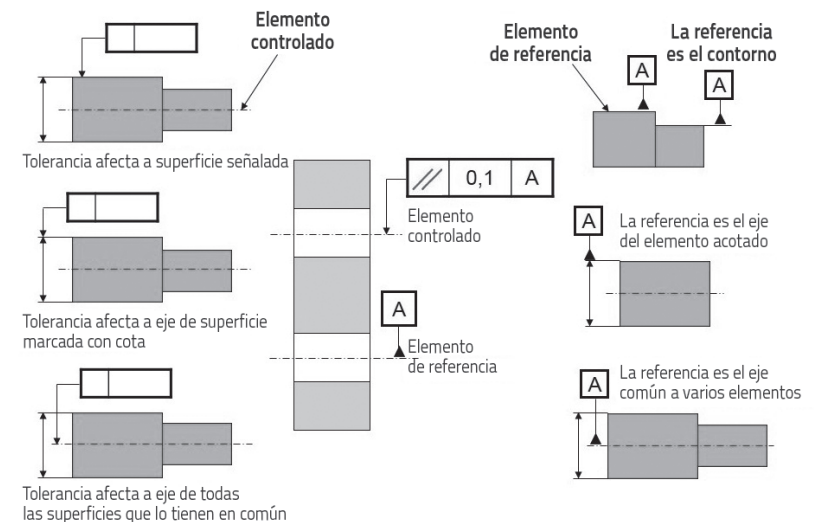 Elemento
controlado
Tolerancia afecta a superficie señalada
Tolerancia afecta a eje de superficie
marcada con cota
Tolerancia afecta a eje de todas
las superficies que lo tienen en común
// 0,1 A
Elemento
controlado
A
Elemento
de referencia
Elemento
de referencia
La referencia
es el contorno
A
A
A
La referencia es el eje
del elemento acotado
A
La referencia es el eje
común a varios elementos